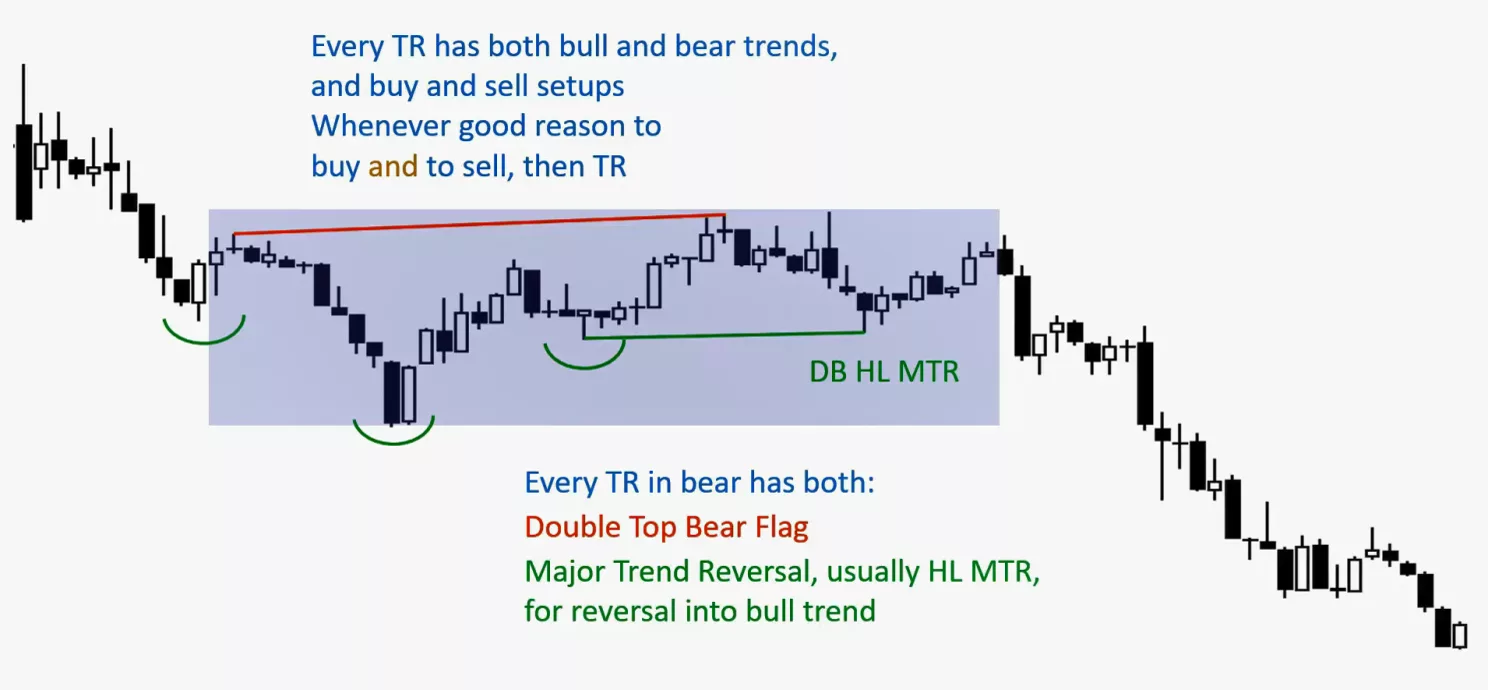 Every TR has both bull and bear trends,
and buy and sell setups
Whenever good reason to
buy and to sell, then TR
DB HL MTR
Every TR in bear has both:
Double Top Bear Flag
Major Trend Reversal, usually HL MTR,
for reversal into bull trend